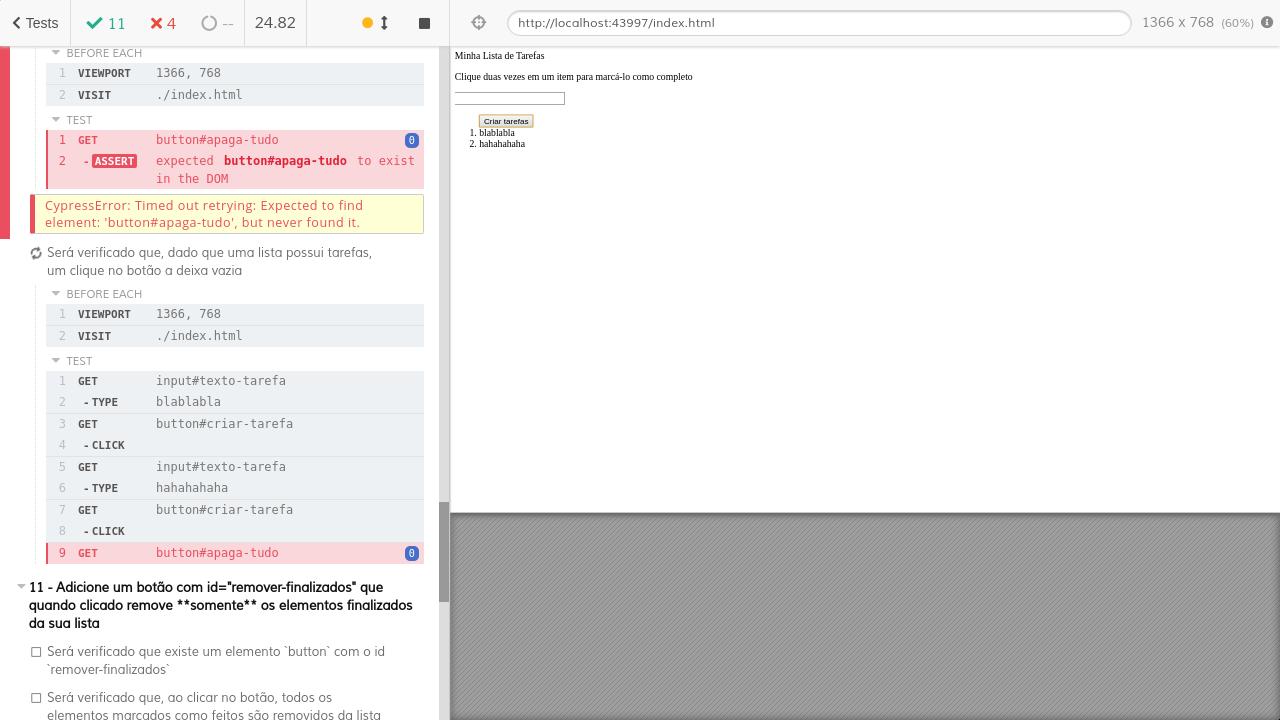 Tests
11
4
--
24.82
http://localhost:43997/index.html
1366 x 768 (60%)
BEFORE EACH
1 VIEWPORT 1366, 768
2 VISIT ./index.html
TEST
1 GET button#apaga-tudo 0
2 -ASSERT expected button#apaga-tudo to exist
in the DOM
CypressError: Timed out retrying: Expected to find
element: 'button#apaga-tudo', but never found it.
Será verificado que, dado que uma lista possui tarefas,
um clique no botão a deixa vazia
BEFORE EACH
1 VIEWPORT 1366, 768
2 VISIT ./index.html
TEST
1 GET input#texto-tarefa
2 -TYPE blablabla
3 GET button#criar-tarefa
4 -CLICK
5 GET input#texto-tarefa
6 -TYPE hahahahaha
7 GET button#criar-tarefa
8 -CLICK
9 GET button#apaga-tudo 0
11 - Adicione um botão com id="remover-finalizados" que
quando clicado remove **somente** os elementos finalizados
da sua lista
Será verificado que existe um elemento `button` com o id
`remover-finalizados`
Será verificado que, ao clicar no botão, todos os
elementos marcados como feitos são removidos da lista
Minha Lista de Tarefas
Clique duas vezes em um item para marcá-lo como completo
Criar tarefas
1. blablabla
2. hahahahaha